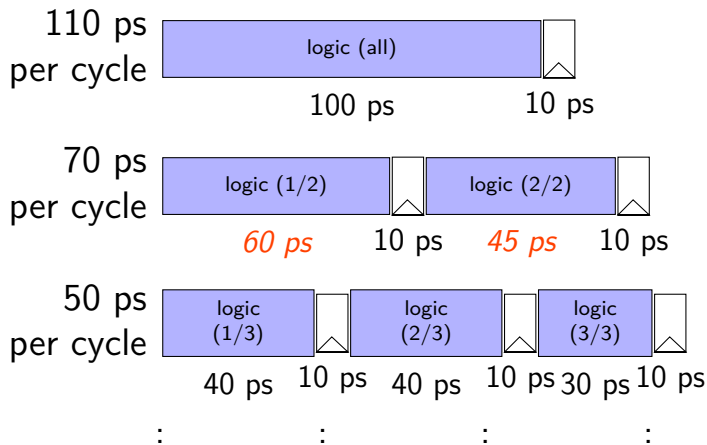 110 ps
per cycle
logic (all)
100 ps
10 ps
70 ps
per cycle
logic (1/2)
logic (2/2)
60 ps
10 ps
45 ps
10 ps
50 ps
per cycle
logic
(1/3)
logic
(2/3)
logic
(3/3)
40 ps
10 ps
40 ps
10 ps
30 ps
10 ps